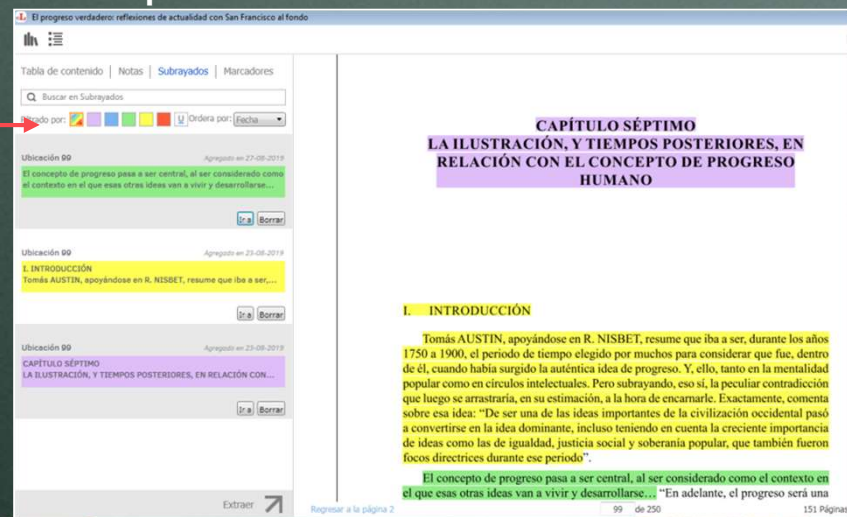 El progreso verdadero: reflexiones de actualidad con San Francisco al fondo
Tabla de contenido | Notas | Subrayados | Marcadores
Buscar en Subrayados
Filtrado por: U Ordera por: Fecha
Ubicación 99 Agregado en 27-08-2019
El concepto de progreso pasa a ser central, al ser considerado como
el contexto en el que esas otras ideas van a vivir y desarrollarse...
Ir a Borrar
Ubicación 99 Agregado en 23-08-2019
I. INTRODUCCIÓN
Tomás AUSTIN, apoyándose en R. NISBET, resume que iba a ser,...
Ir a Borrar
Ubicación 99 Agregado en 23-08-2019
CAPÍTULO SÉPTIMO
LA ILUSTRACIÓN, Y TIEMPOS POSTERIORES, EN RELACIÓN CON...
Ir a Borrar
Extraer
CAPÍTULO SÉPTIMO
LA ILUSTRACIÓN, Y TIEMPOS POSTERIORES, EN
RELACIÓN CON EL CONCEPTO DE PROGRESO
HUMANO
I. INTRODUCCIÓN
Tomás AUSTIN, apoyándose en R. NISBET, resume que iba a ser, durante los años
1750 a 1900, el periodo de tiempo elegido por muchos para considerar que fue, dentro
de él, cuando había surgido la auténtica idea de progreso. Y, ello, tanto en la mentalidad
popular como en círculos intelectuales. Pero subrayando, eso sí, la peculiar contradicción
que luego se arrastraría, en su estimación, a la hora de encarnarle. Exactamente, comenta
sobre esa idea: “De ser una de las ideas importantes de la civilización occidental pasó
a convertirse en la idea dominante, incluso teniendo en cuenta la creciente importancia
de ideas como las de igualdad, justicia social y soberanía popular, que también fueron
focos directrices durante ese periodo”.
El concepto de progreso pasa a ser central, al ser considerado como el contexto en
el que esas otras ideas van a vivir y desarrollarse… “En adelante, el progreso será una
Regresar a la página 2 99 de 250 151 Páginas